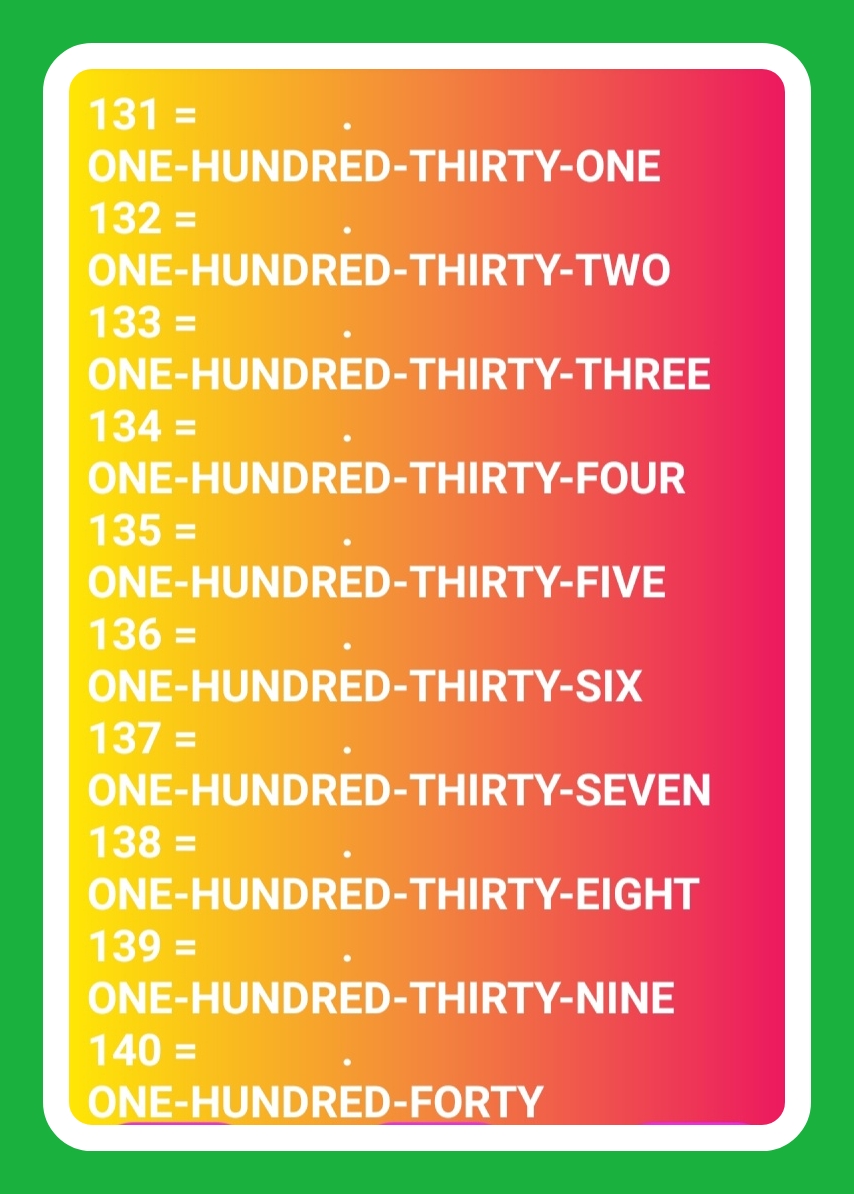 131 = .
ONE-HUNDRED-THIRTY-ONE
132 = .
ONE-HUNDRED-THIRTY-TWO
133 = .
ONE-HUNDRED-THIRTY-THREE
134 = .
ONE-HUNDRED-THIRTY-FOUR
135 = .
ONE-HUNDRED-THIRTY-FIVE
136 = .
ONE-HUNDRED-THIRTY-SIX
137 = .
ONE-HUNDRED-THIRTY-SEVEN
138 = .
ONE-HUNDRED-THIRTY-EIGHT
139 = .
ONE-HUNDRED-THIRTY-NINE
140 = .
ONE-HUNDRED-FORTY